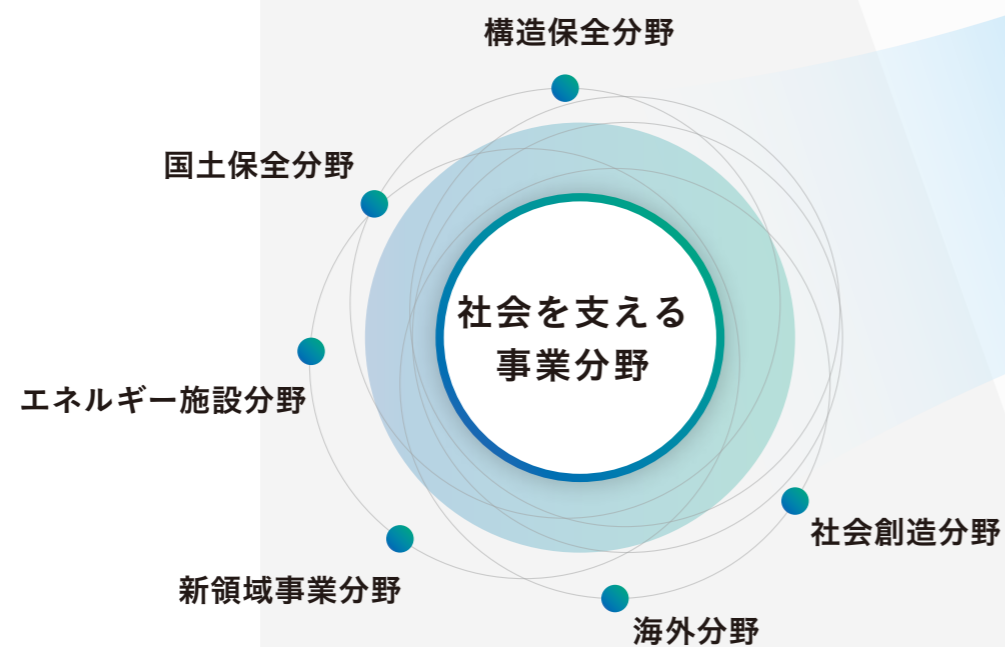 構造保全分野
国土保全分野
社会を支える
事業分野
エネルギー施設分野
社会創造分野
新領域事業分野
海外分野